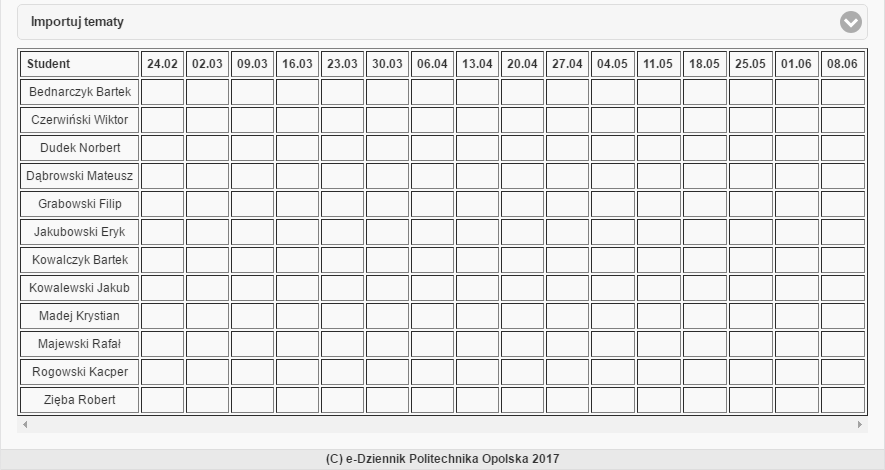 Importuj tematy
Student 24.02 02.03 09.03 16.03 23.03 30.03 06.04 13.04 20.04 27.04 04.05 11.05 18.05 25.05 01.06 08.06
Bednarczyk Bartek
Czerwiński Wiktor
Dudek Norbert
Dąbrowski Mateusz
Grabowski Filip
Jakubowski Eryk
Kowalczyk Bartek
Kowalewski Jakub
Madej Krystian
Majewski Rafał
Rogowski Kacper
Zięba Robert
(C) e-Dziennik Politechnika Opolska 2017